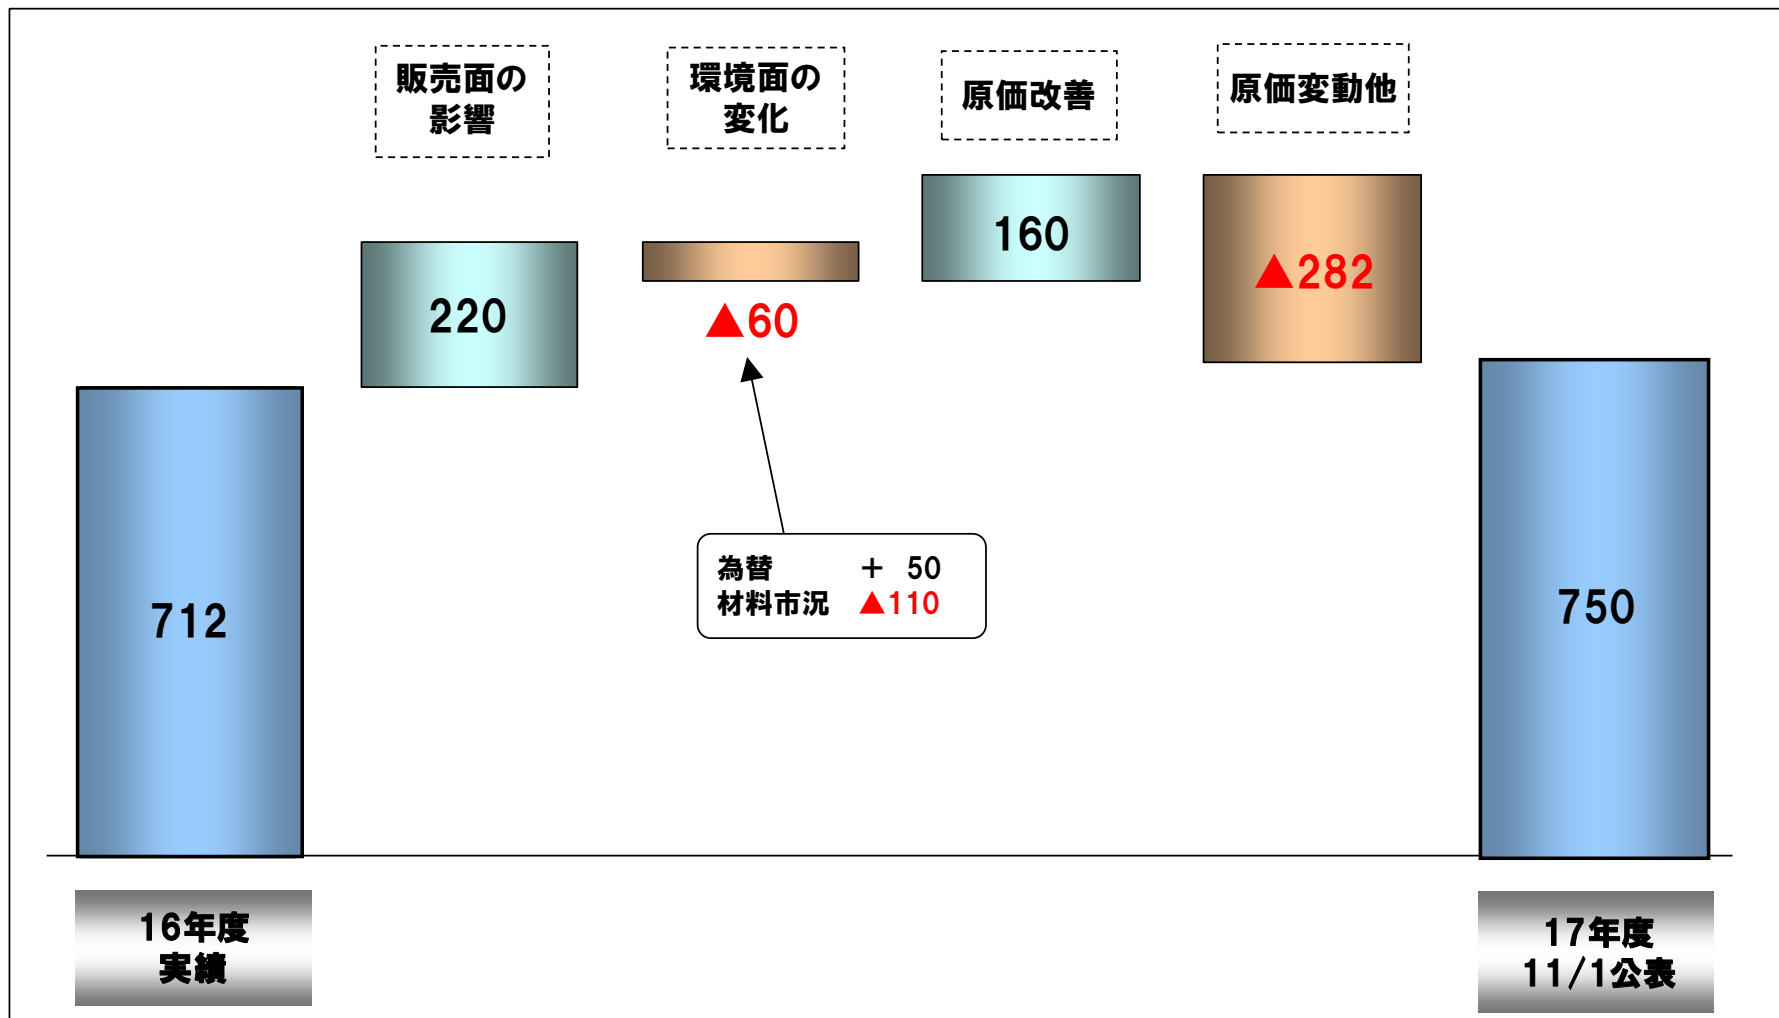 販売面の
影響
環境面の
変化
原価改善
原価変動他
220
▲60
160
▲282
712
為替 + 50
材料市況 ▲110
750
16年度
実績
17年度
11/1公表